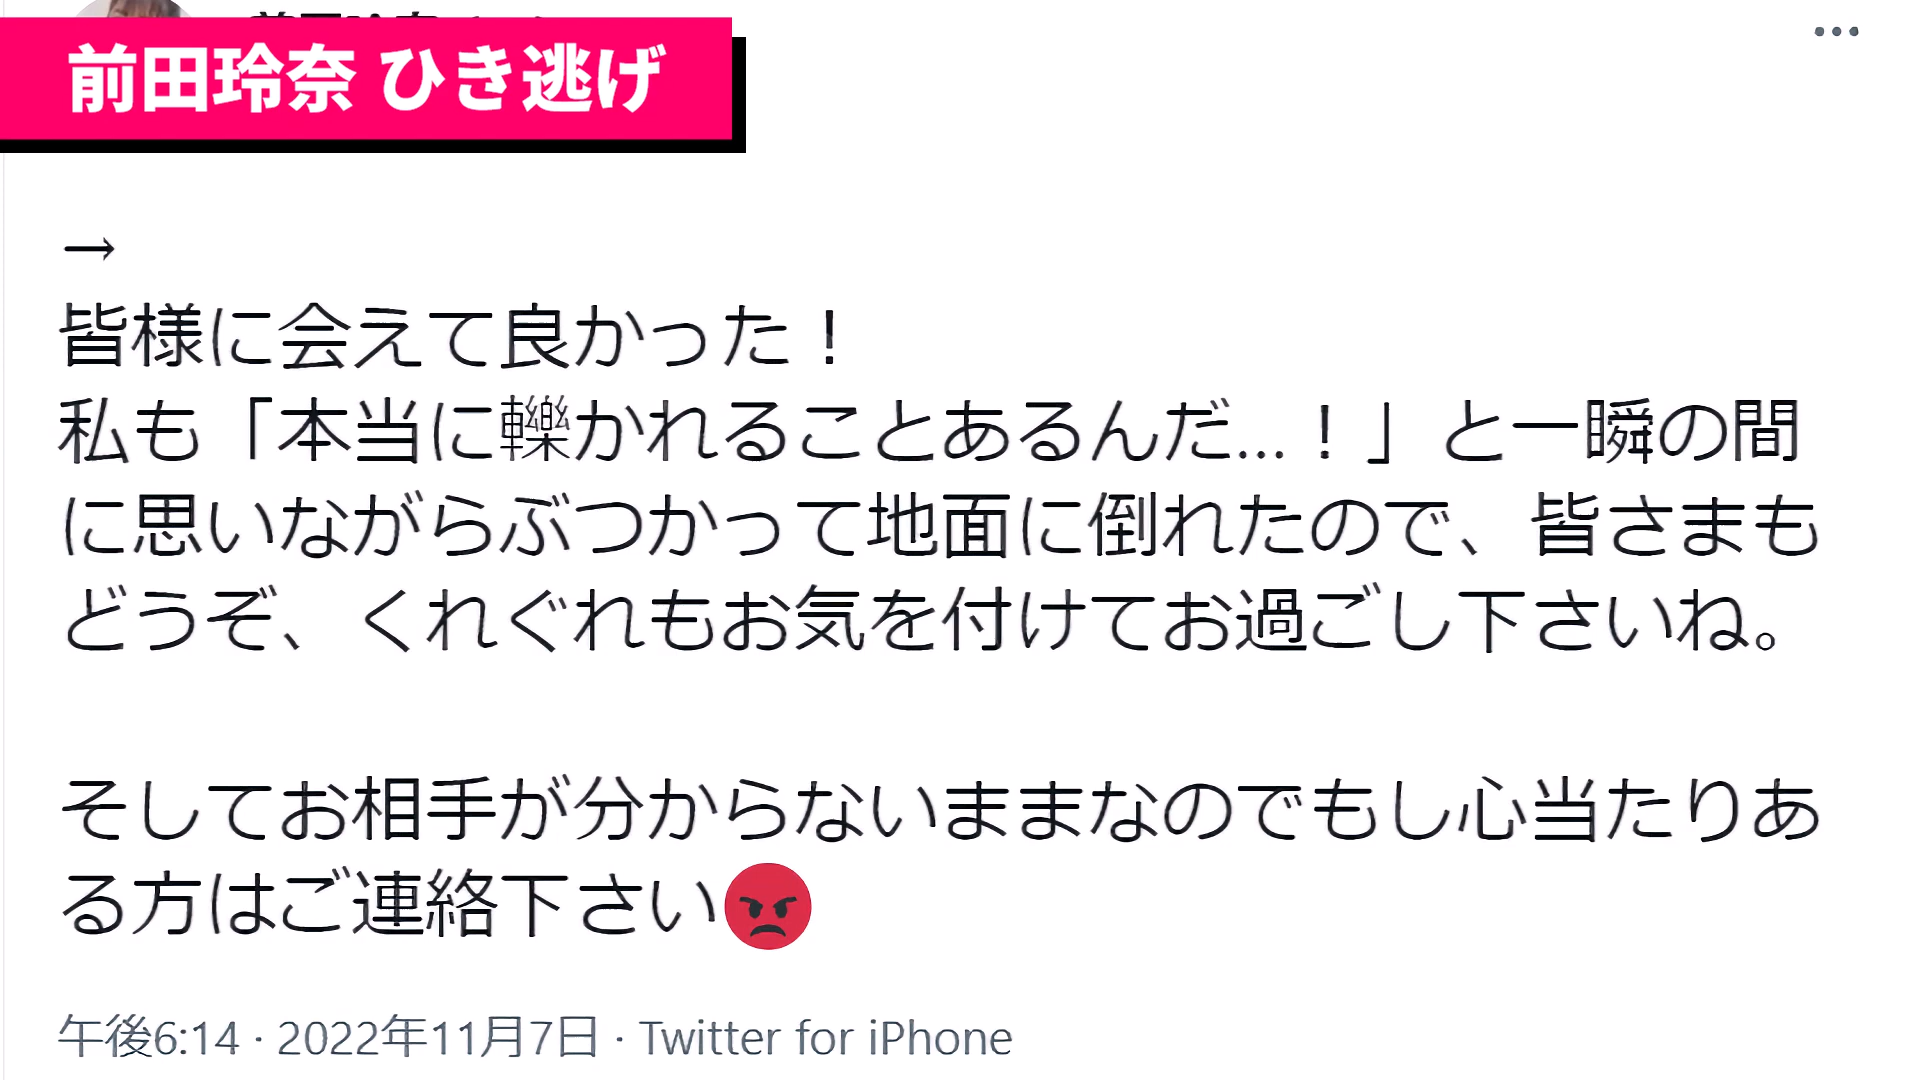 前田玲奈 ひき逃げ
→
皆様に会えて良かった！
私も「本当に轢かれることあるんだ...！」と一瞬の間
に思いながらぶつかって地面に倒れたので、皆さまも
どうぞ、くれぐれもお気を付けてお過ごし下さいね。
そしてお相手が分からないままなのでもし心当たりあ
る方はご連絡下さい😡
午後6:14 · 2022年11月7日 · Twitter for iPhone